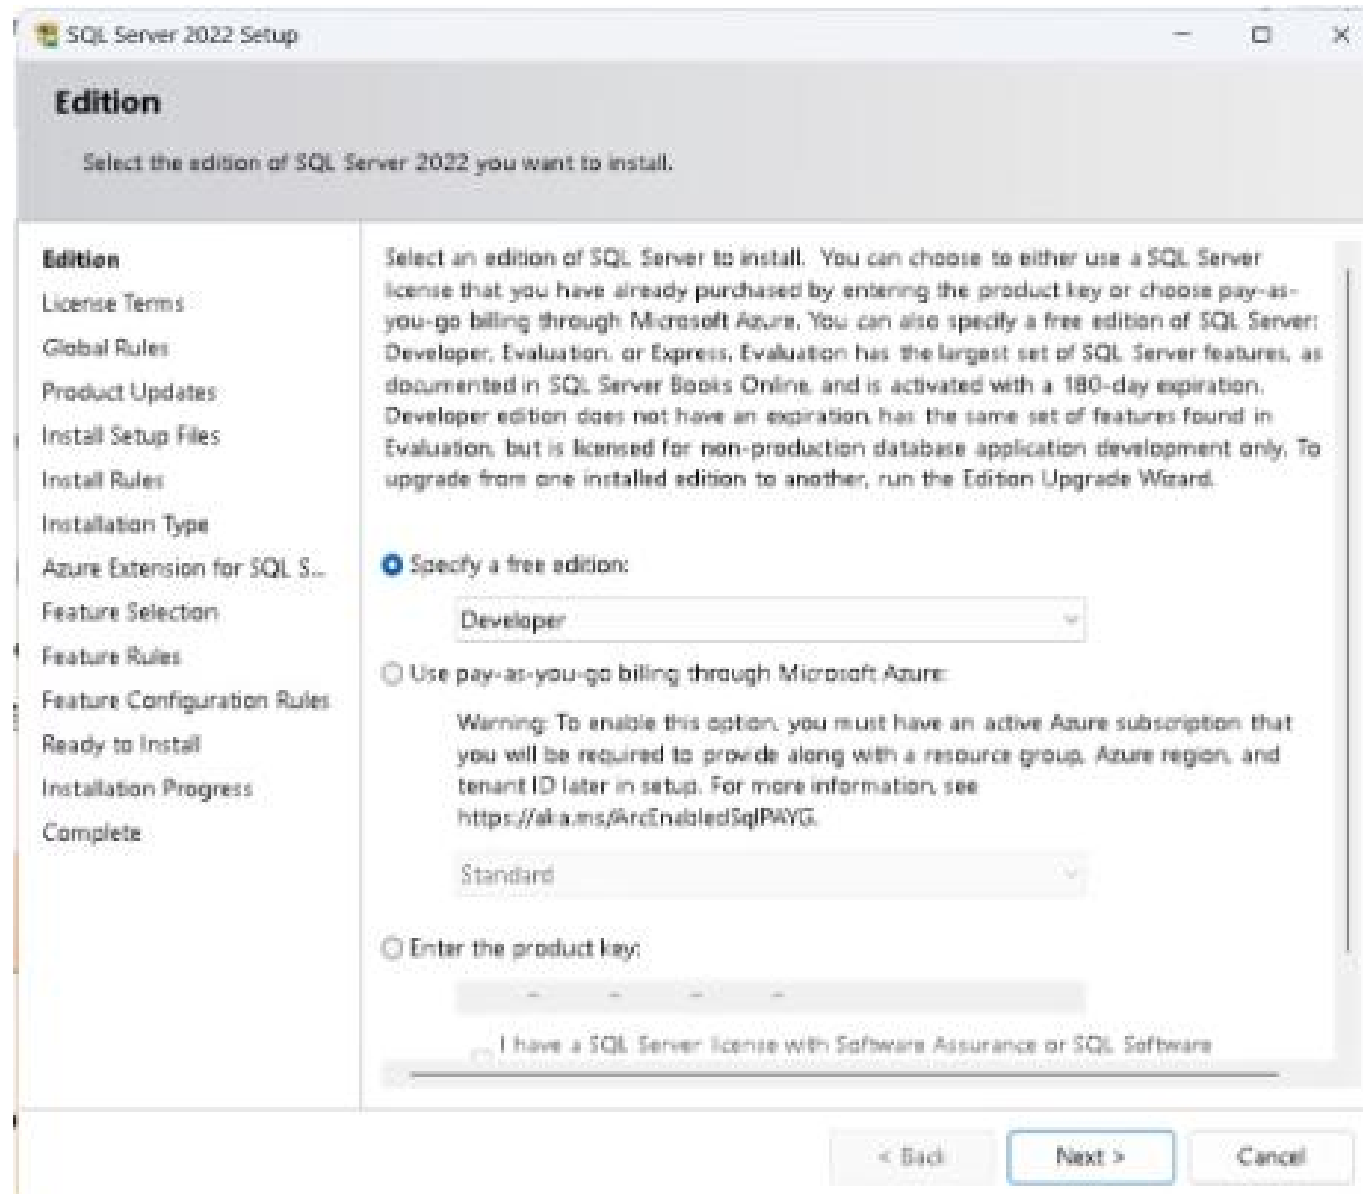 SQL Server 2022 Setup
Edition
Select the edition of SQL Server 2022 you want to install.
Edition
License Terms
Global Rules
Product Updates
Install Setup Files
Install Rules
Installation Type
Azure Extension for SQL S...
Feature Selection
Feature Rules
Feature Configuration Rules
Ready to Install
Installation Progress
Complete
Select an edition of SQL Server to install. You can choose to either use a SQL Server
license that you have already purchased by entering the product key or choose pay-as-
you-go billing through Microsoft Azure. You can also specify a free edition of SQL Server:
Developer, Evaluation, or Express. Evaluation has the largest set of SQL Server features, as
documented in SQL Server Books Online, and is activated with a 180-day expiration.
Developer edition does not have an expiration, has the same set of features found in
Evaluation, but is licensed for non-production database application development only. To
upgrade from one installed edition to another, run the Edition Upgrade Wizard.
Specify a free edition:
Developer
Use pay-as-you-go billing through Microsoft Azure:
Warning: To enable this option, you must have an active Azure subscription that
you will be required to provide along with a resource group, Azure region, and
tenant ID later in setup. For more information, see
https://aka.ms/ArcEnabledSqlPAYG.
Standard
Enter the product key:
- - - -
I have a SQL Server license with Software Assurance or SQL Software
< Back
Next >
Cancel